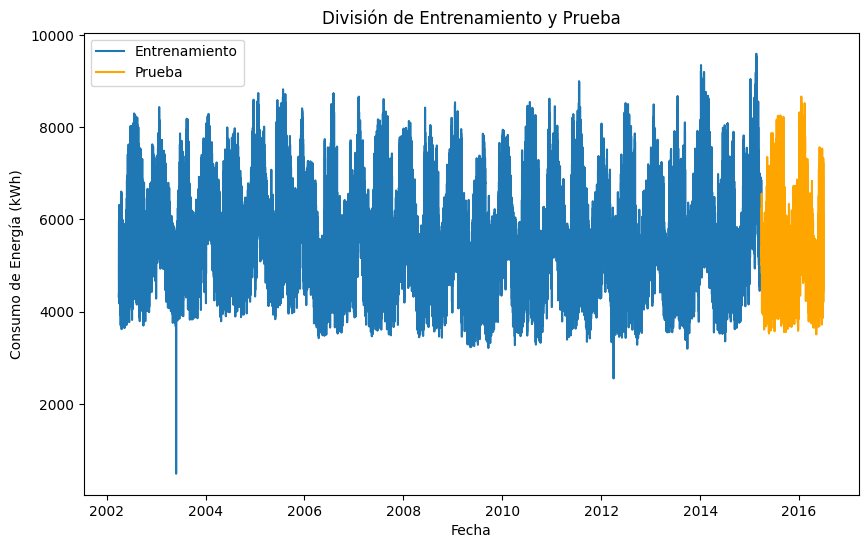 División de Entrenamiento y Prueba
Entrenamiento
Prueba
Consumo de Energía (kWh)
10000
8000
6000
4000
2000
2002 2004 2006 2008 2010 2012 2014 2016
Fecha